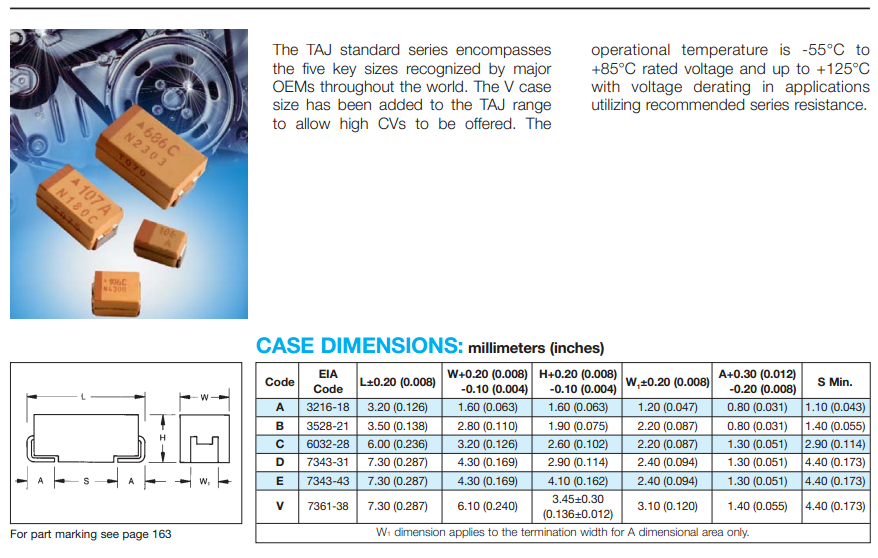 The TAJ standard series encompasses
the five key sizes recognized by major
OEMs throughout the world. The V case
size has been added to the TAJ range
to allow high CVs to be offered. The
operational temperature is -55°C to
+85°C rated voltage and up to +125°C
with voltage derating in applications
utilizing recommended series resistance.
686C
N2303
107A
N180C
106
A
CASE DIMENSIONS: millimeters (inches)
Code EIA Code L±0.20 (0.008) W+0.20 (0.008) -0.10 (0.004) H+0.20 (0.008) -0.10 (0.004) W₁±0.20 (0.008) A+0.30 (0.012) -0.20 (0.008) S Min.
A 3216-18 3.20 (0.126) 1.60 (0.063) 1.60 (0.063) 1.20 (0.047) 0.80 (0.031) 1.10 (0.043)
B 3528-21 3.50 (0.138) 2.80 (0.110) 1.90 (0.075) 2.20 (0.087) 0.80 (0.031) 1.40 (0.055)
C 6032-28 6.00 (0.236) 3.20 (0.126) 2.60 (0.102) 2.20 (0.087) 1.30 (0.051) 2.90 (0.114)
D 7343-31 7.30 (0.287) 4.30 (0.169) 2.90 (0.114) 2.40 (0.094) 1.30 (0.051) 4.40 (0.173)
E 7343-43 7.30 (0.287) 4.30 (0.169) 4.10 (0.162) 2.40 (0.094) 1.30 (0.051) 4.40 (0.173)
V 7361-38 7.30 (0.287) 6.10 (0.240) 3.45±0.30 (0.136±0.012) 3.10 (0.120) 1.40 (0.055) 4.40 (0.173)
W₁ dimension applies to the termination width for A dimensional area only.
L
W
H
A S A W₁
For part marking see page 163